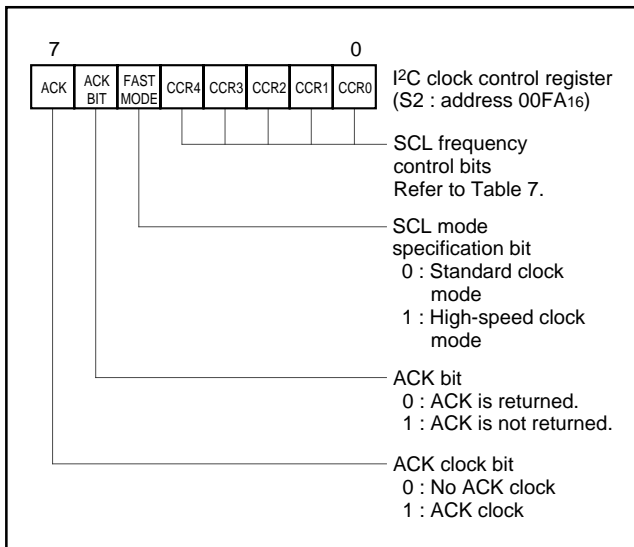 7 0
ACK ACK BIT FAST MODE CCR4 CCR3 CCR2 CCR1 CCR0
I²C clock control register
(S2 : address 00FA₁₆)
SCL frequency
control bits
Refer to Table 7.
SCL mode
specification bit
0 : Standard clock
mode
1 : High-speed clock
mode
ACK bit
0 : ACK is returned.
1 : ACK is not returned.
ACK clock bit
0 : No ACK clock
1 : ACK clock